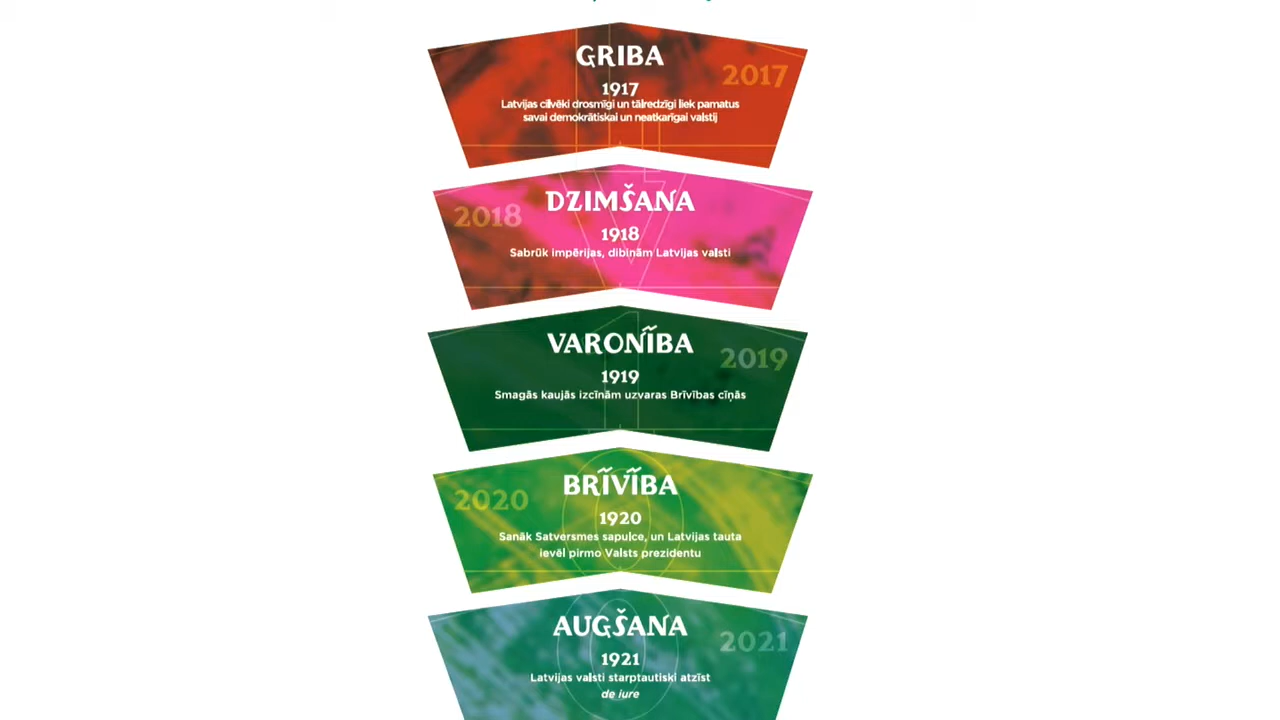 GRIBA
2017
1917
Latvijas cilvēki drosmīgi un tālredzīgi liek pamatus
savai demokrātiskai un neatkarīgai valstij
DZIMŠANA
2018
1918
Sabrūk impērijas, dibinām Latvijas valsti
VARONĪBA
2019
1919
Smagās kaujās izcīnām uzvaras Brīvības cīņās
BRĪVĪBA
2020
1920
Sanāk Satversmes sapulce, un Latvijas tauta
ievēl pirmo Valsts prezidentu
AUGŠANA
2021
1921
Latvijas valsti starptautiski atzīst
de iure